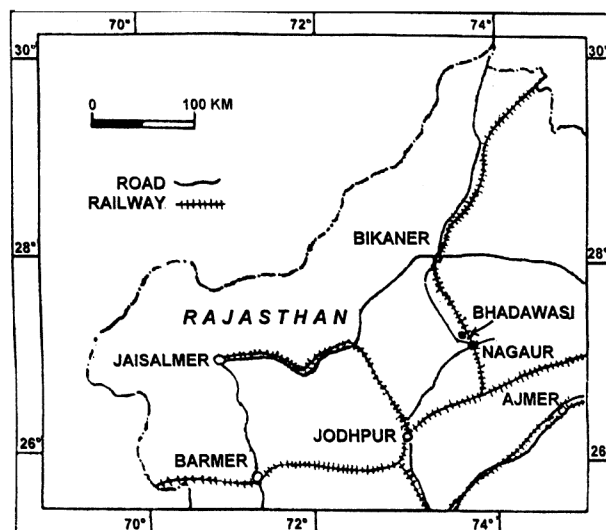 70° 72° 74°
30° 30°
0 100 KM
ROAD
RAILWAY
BIKANER
28° 28°
BHADAWASI
RAJASTHAN
NAGAUR
JAISALMER
AJMER
JODHPUR
26° BARMER 26°
70° 72° 74°